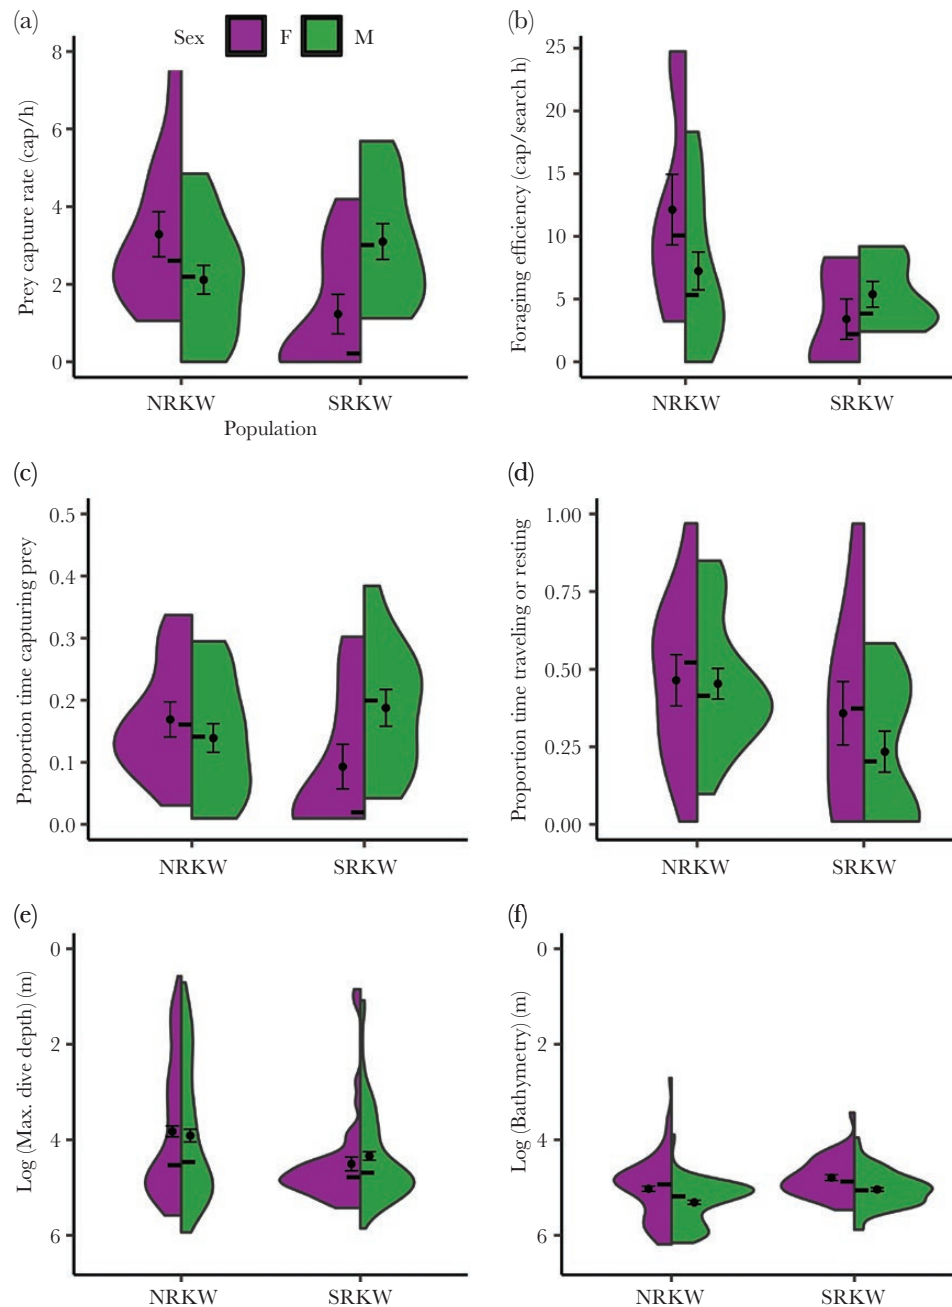 (a)
Sex F M
Prey capture rate (cap/h)
8
6
4
2
0
NRKW SRKW
Population
(b)
Foragimg efficiency (cap/search h)
25
20
15
10
5
0
NRKW SRKW
(c)
Proportion time capturing prey
0.5
0.4
0.3
0.2
0.1
0.0
NRKW SRKW
(d)
Proportion time traveling or resting
1.00
0.75
0.50
0.25
0.00
NRKW SRKW
(e)
Log (Max. dive depth) (m)
0
2
4
6
NRKW SRKW
(f)
Log (Bathymetry) (m)
0
2
4
6
NRKW SRKW